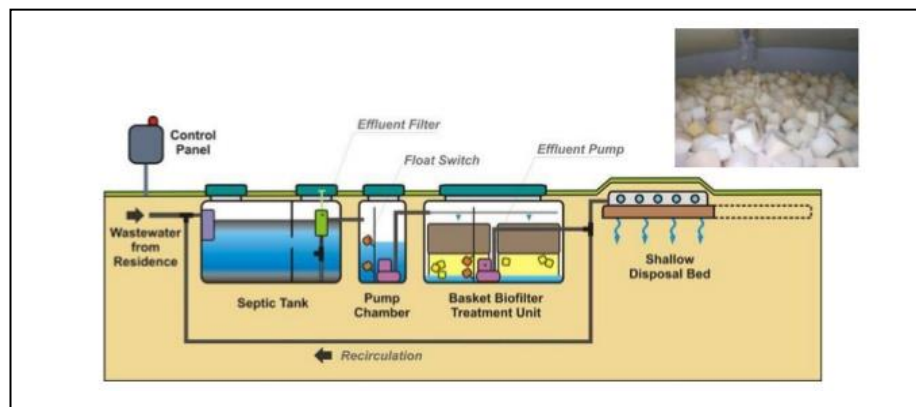 Control
Panel
Effluent Filter
Float Switch
Effluent Pump
Wastewater
from
Residence
Septic Tank
Pump
Chamber
Basket Biofilter
Treatment Unit
Shallow
Disposal Bed
Recirculation